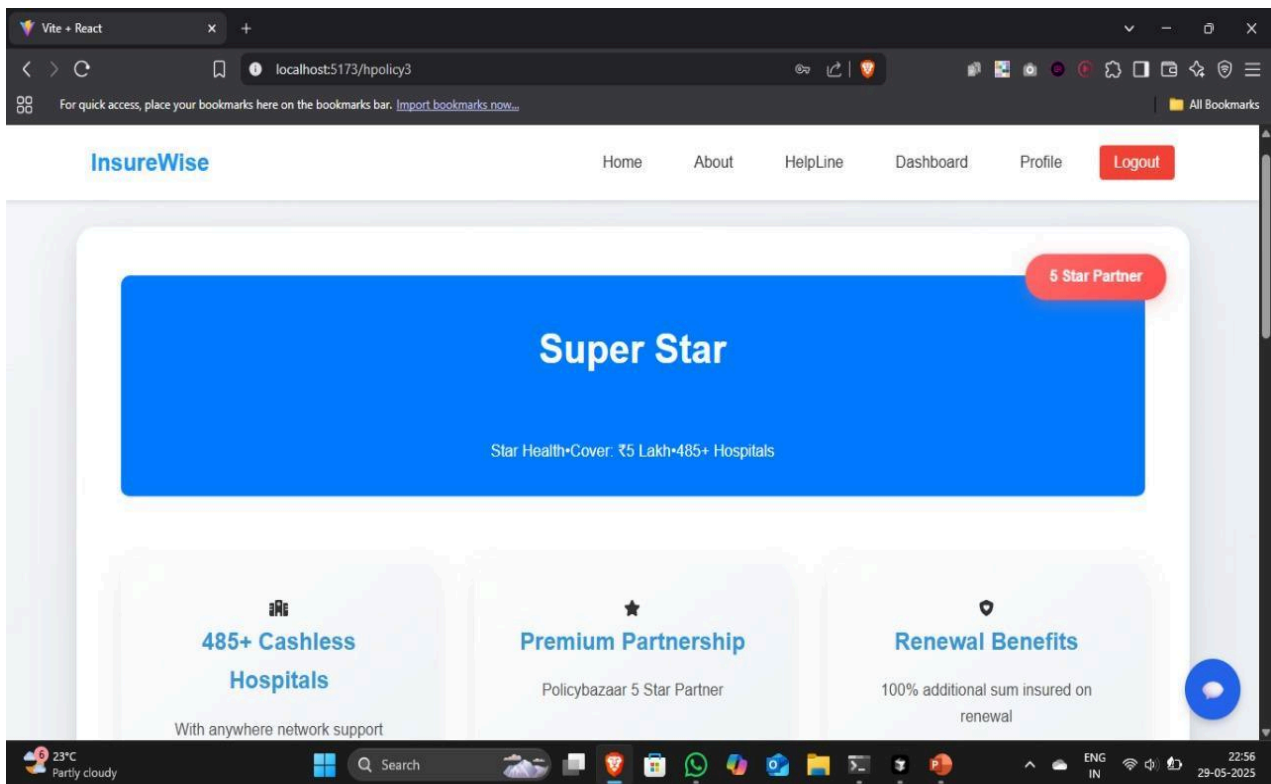 Vite + React
localhost:5173/hpolicy3
For quick access, place your bookmarks here on the bookmarks bar. Import bookmarks now...
All Bookmarks
InsureWise
Home About HelpLine Dashboard Profile Logout
5 Star Partner
Super Star
Star Health•Cover: ₹5 Lakh•485+ Hospitals
485+ Cashless
Hospitals
With anywhere network support
Premium Partnership
Policybazaar 5 Star Partner
Renewal Benefits
100% additional sum insured on
renewal
6
23°C
Partly cloudy
Search
ENG
IN
22:56
29-05-2025